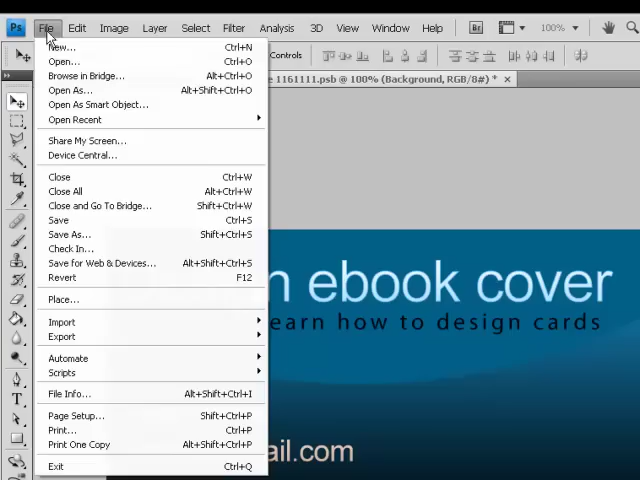 Ps File Edit Image Layer Select Filter Analysis 3D View Window Help Br 100%
Controls
e 1161111.psb @ 100% (Background, RGB/8#) *
New... Ctrl+N
Open... Ctrl+O
Browse in Bridge... Alt+Ctrl+O
Open As... Alt+Shift+Ctrl+O
Open As Smart Object...
Open Recent
Share My Screen...
Device Central...
Close Ctrl+W
Close All Alt+Ctrl+W
Close and Go To Bridge... Shift+Ctrl+W
Save Ctrl+S
Save As... Shift+Ctrl+S
Check In...
Save for Web & Devices... Alt+Shift+Ctrl+S
Revert F12
Place...
Import
Export
Automate
Scripts
File Info... Alt+Shift+Ctrl+I
Page Setup... Shift+Ctrl+P
Print... Ctrl+P
Print One Copy Alt+Shift+Ctrl+P
Exit Ctrl+Q
n ebook cover
earn how to design cards
ail.com